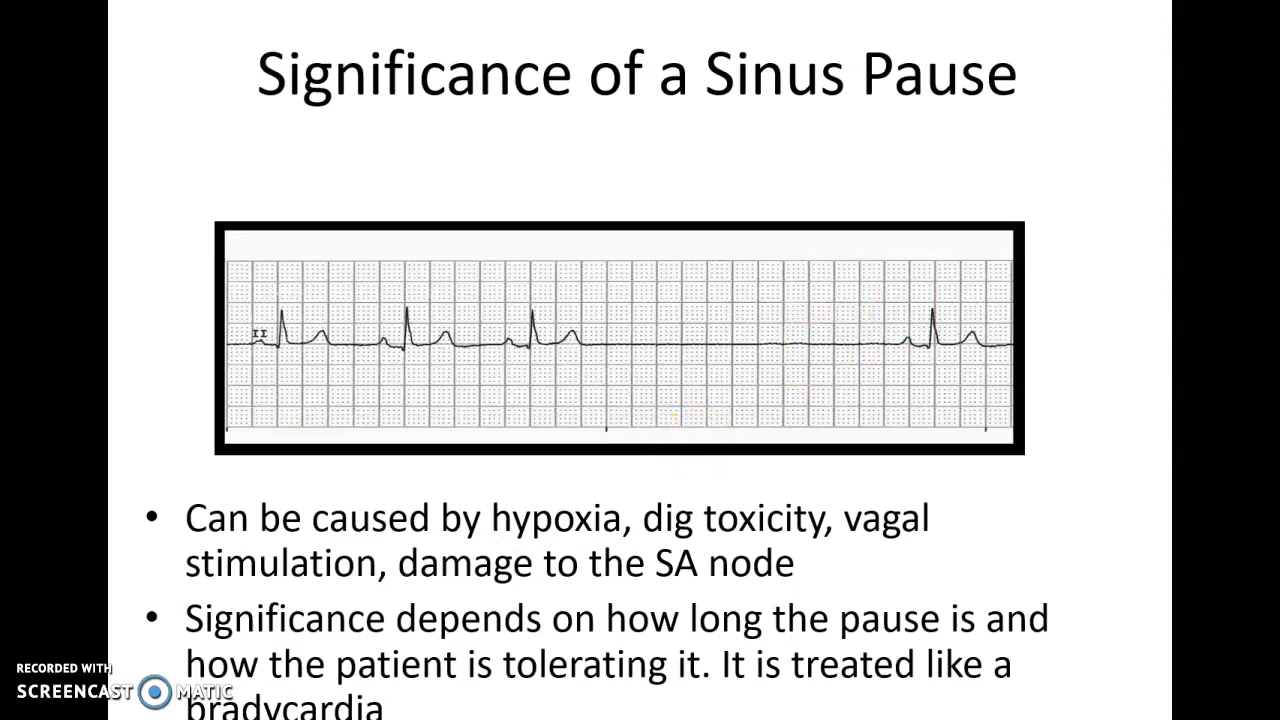 Significance of a Sinus Pause
II
• Can be caused by hypoxia, dig toxicity, vagal
stimulation, damage to the SA node
• Significance depends on how long the pause is and
how the patient is tolerating it. It is treated like a
bradycardia
RECORDED WITH
SCREENCAST MATIC